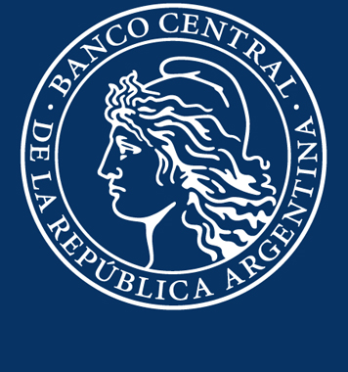 BANCO CENTRAL
· DE LA REPÚBLICA ARGENTINA ·